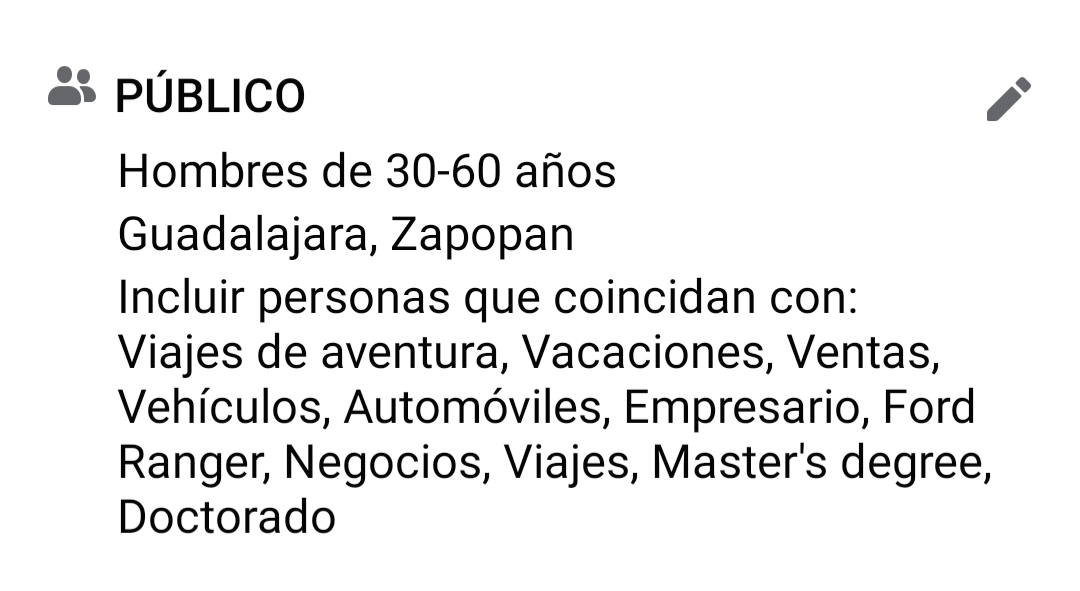 PÚBLICO
Hombres de 30-60 años
Guadalajara, Zapopan
Incluir personas que coincidan con:
Viajes de aventura, Vacaciones, Ventas,
Vehículos, Automóviles, Empresario, Ford
Ranger, Negocios, Viajes, Master's degree,
Doctorado